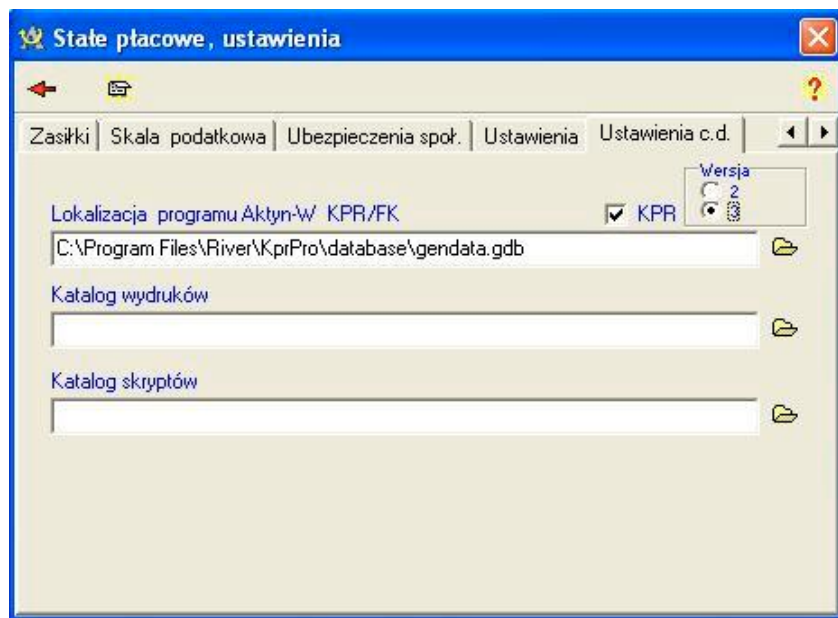 Stałe płacowe, ustawienia
?
Zasiłki Skala podatkowa Ubezpieczenia społ. Ustawienia Ustawienia c.d.
Wersja
2
Lokalizacja programu Aktyn-W KPR/FK KPR 3
C:\Program Files\River\KprPro\database\gendata.gdb
Katalog wydruków
Katalog skryptów